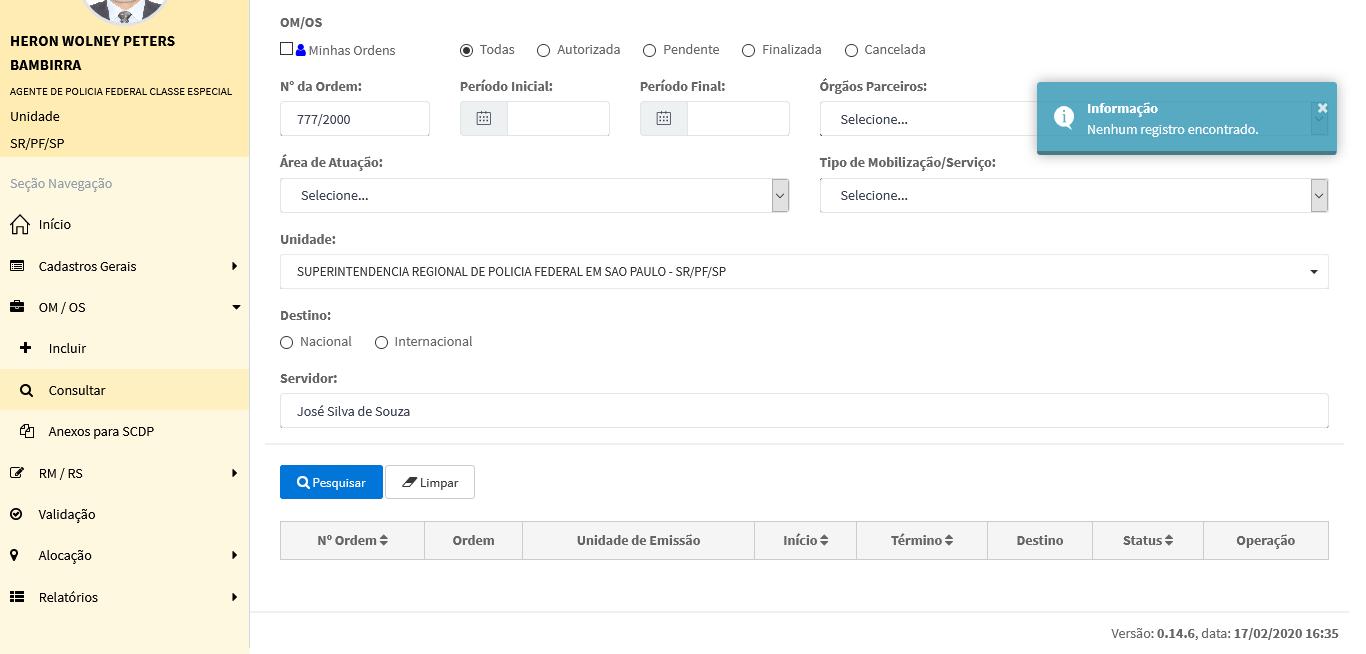 HERON WOLNEY PETERS
BAMBIRRA
AGENTE DE POLICIA FEDERAL CLASSE ESPECIAL
Unidade
SR/PF/SP
Seção Navegação
Início
Cadastros Gerais
OM / OS
Incluir
Consultar
Anexos para SCDP
RM / RS
Validação
Alocação
Relatórios
OM/OS
Minhas Ordens Todas Autorizada Pendente Finalizada Cancelada
Nº da Ordem: Período Inicial: Período Final: Órgãos Parceiros:
777/2000 Selecione...
Informação ×
Nenhum registro encontrado.
Área de Atuação: Tipo de Mobilização/Serviço:
Selecione... Selecione...
Unidade:
SUPERINTENDENCIA REGIONAL DE POLICIA FEDERAL EM SAO PAULO - SR/PF/SP
Destino:
Nacional Internacional
Servidor:
José Silva de Souza
Pesquisar Limpar
Nº Ordem Ordem Unidade de Emissão Início Término Destino Status Operação
Versão: 0.14.6, data: 17/02/2020 16:35